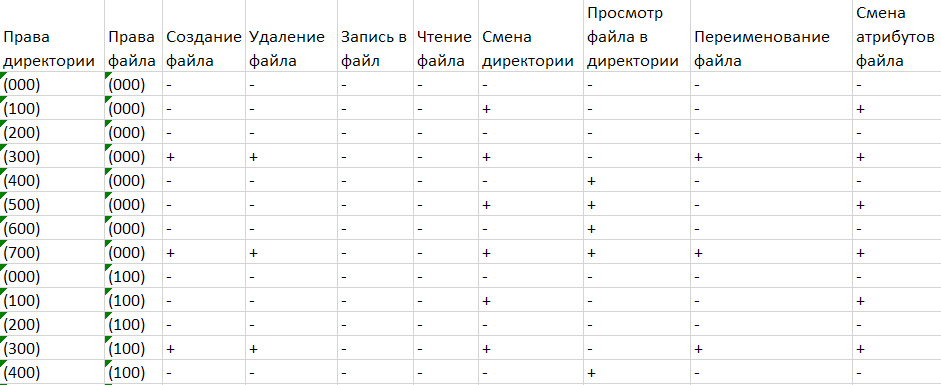 Права директории | Права файла | Создание файла | Удаление файла | Запись в файл | Чтение файла | Смена директории | Просмотр файла в директории | Переименование файла | Смена атрибутов файла
(000) (000) - - - - - - - -
(100) (000) - - - - + - - +
(200) (000) - - - - - - - -
(300) (000) + + - - + - + +
(400) (000) - - - - - + - -
(500) (000) - - - - + + - +
(600) (000) - - - - - + - -
(700) (000) + + - - + + + +
(000) (100) - - - - - - - -
(100) (100) - - - - + - - +
(200) (100) - - - - - - - -
(300) (100) + + - - + - + +
(400) (100) - - - - - + - -